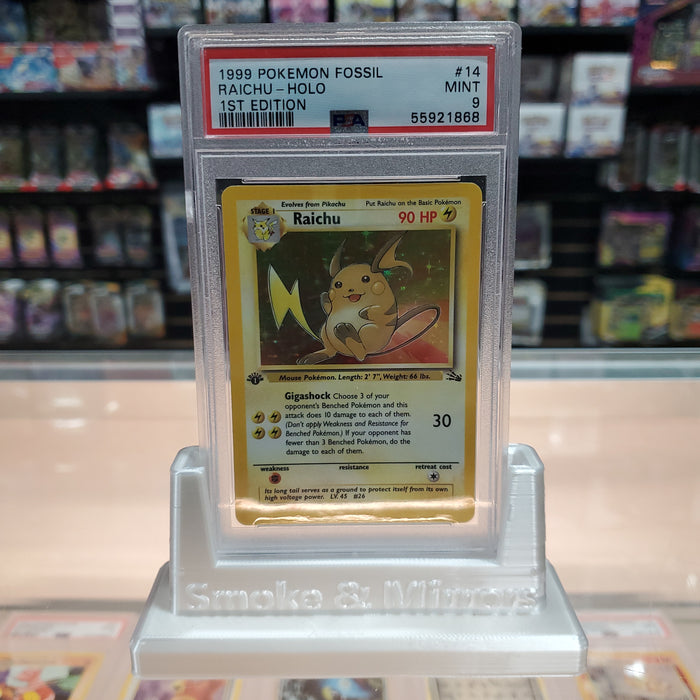 1999 POKEMON FOSSIL #14
RAICHU - HOLO MINT
1ST EDITION 9
PSA 55921868
Evolves from Pikachu Put Raichu on the Basic Pokémon
STAGE 1
Raichu 90 HP
Mouse Pokémon. Length: 2' 7", Weight: 66 lbs.
Gigashock Choose 3 of your
opponent's Benched Pokémon and this
attack does 10 damage to each of them.
(Don't apply Weakness and Resistance for
Benched Pokémon.) If your opponent has
fewer than 3 Benched Pokémon, do the
damage to each of them.
30
weakness resistance retreat cost
Its long tail serves as a ground to protect itself from its own
high voltage power. LV. 45 #26
Smoke & Mirrors